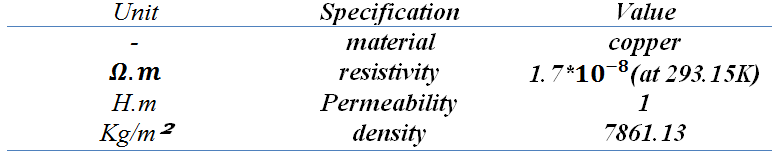 Unit Specification Value
- material copper
Ω.m resistivity 1.7*10⁻⁸(at 293.15K)
H.m Permeability 1
Kg/m² density 7861.13